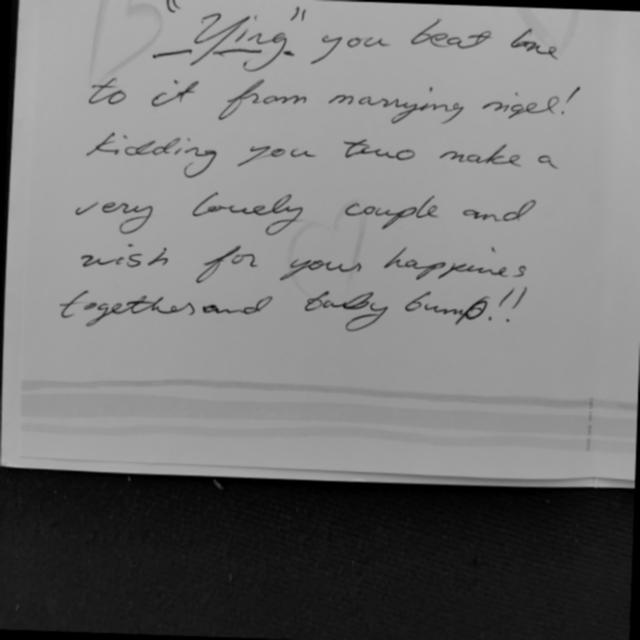 "Ying" you beat me
to it from marrying nigel!
kidding you two make a
very lovely couple and
wish for your happines
together and baby bump!!